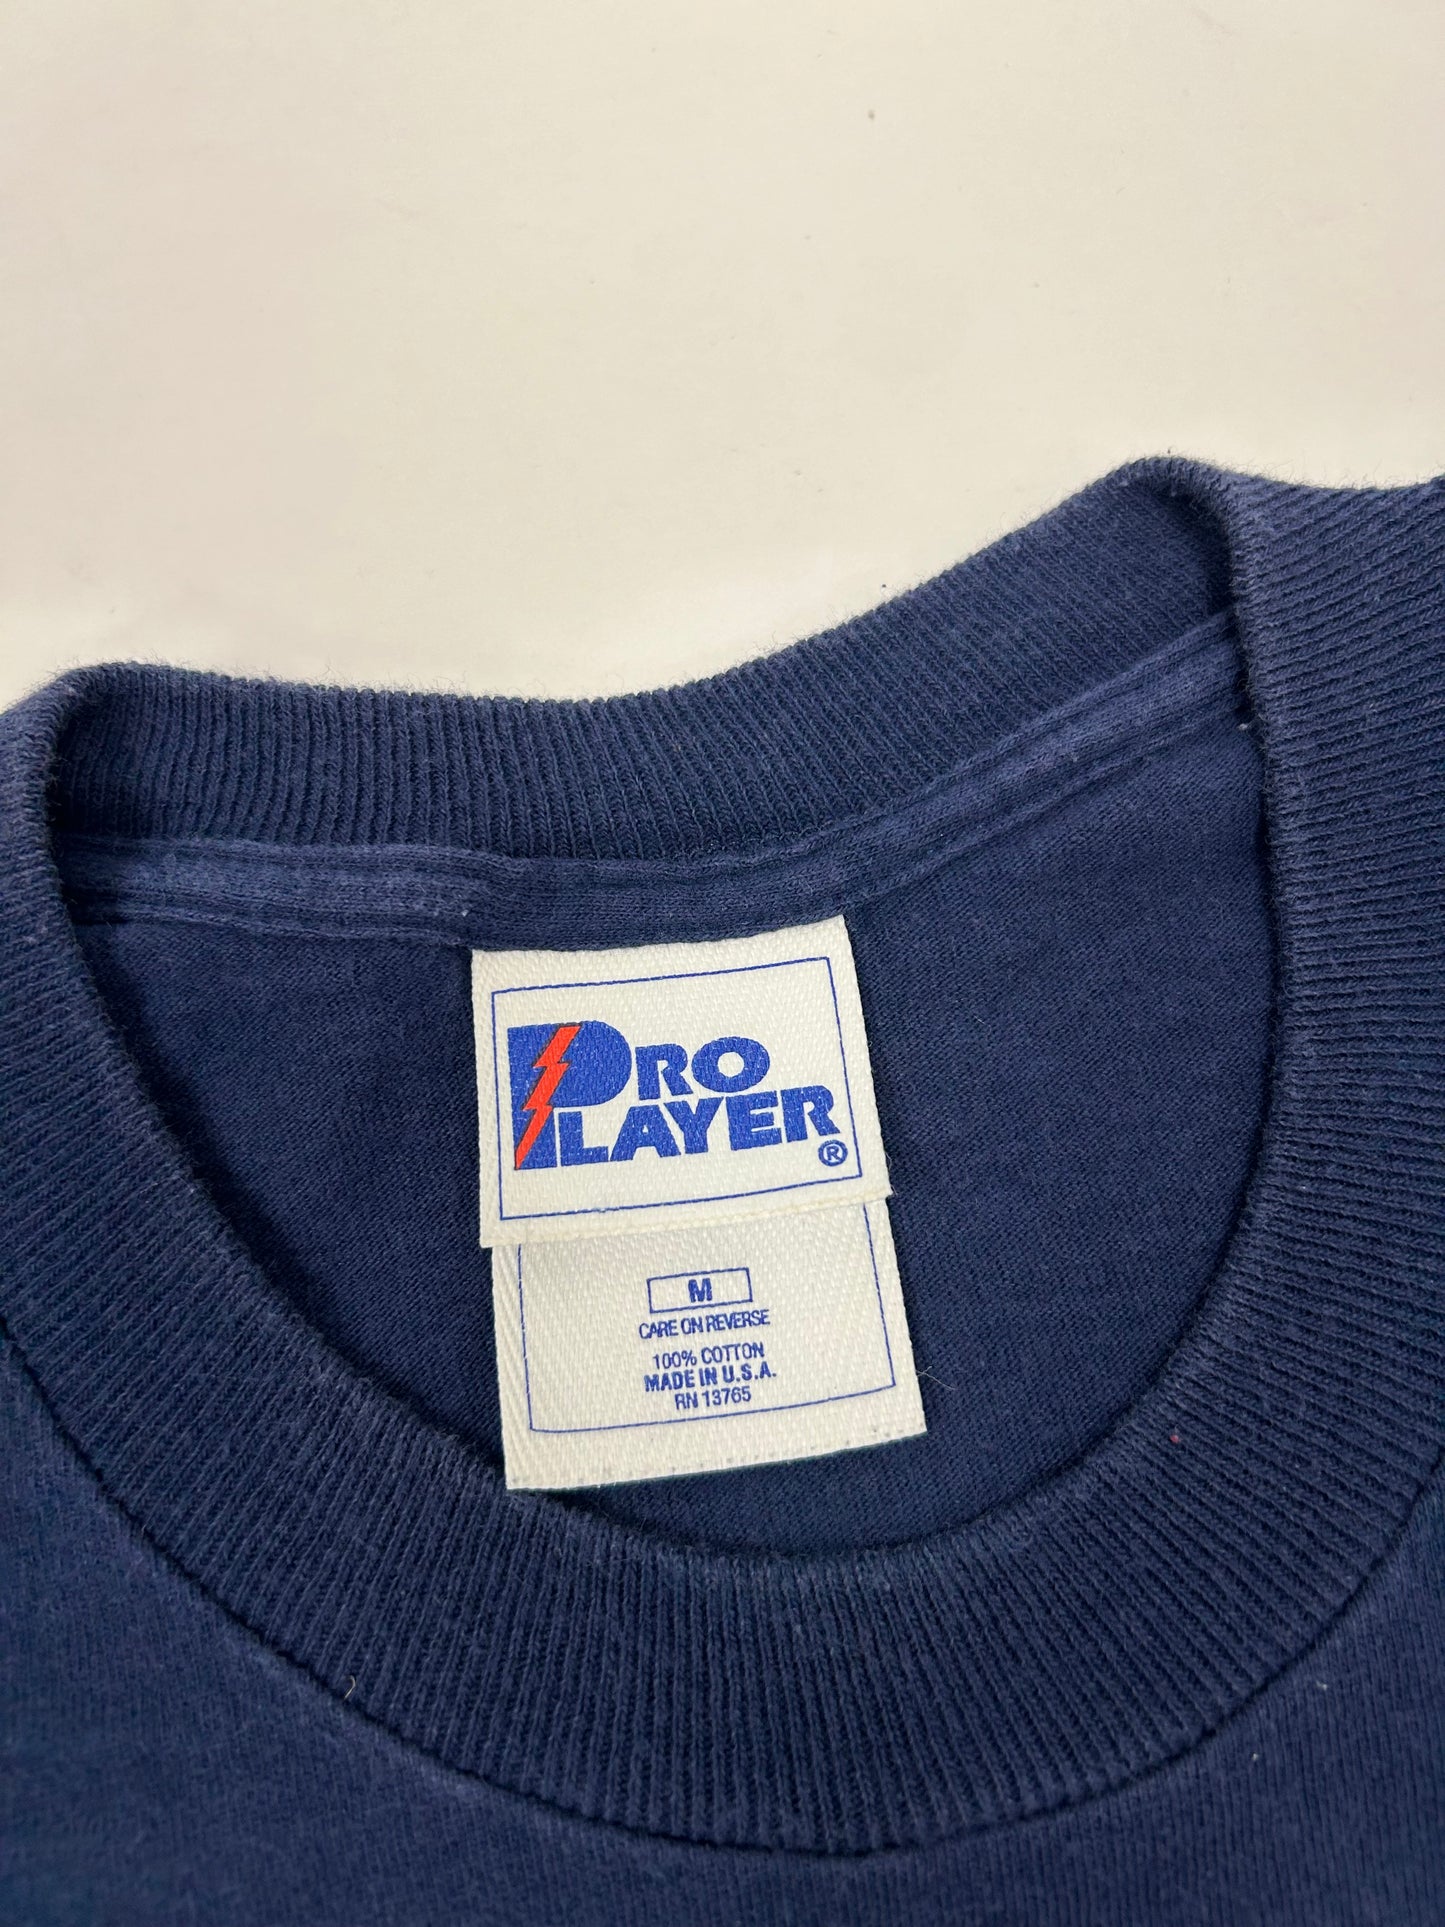 PRO
PLAYER®
M
CARE ON REVERSE
100% COTTON
MADE IN U.S.A.
RN 13765